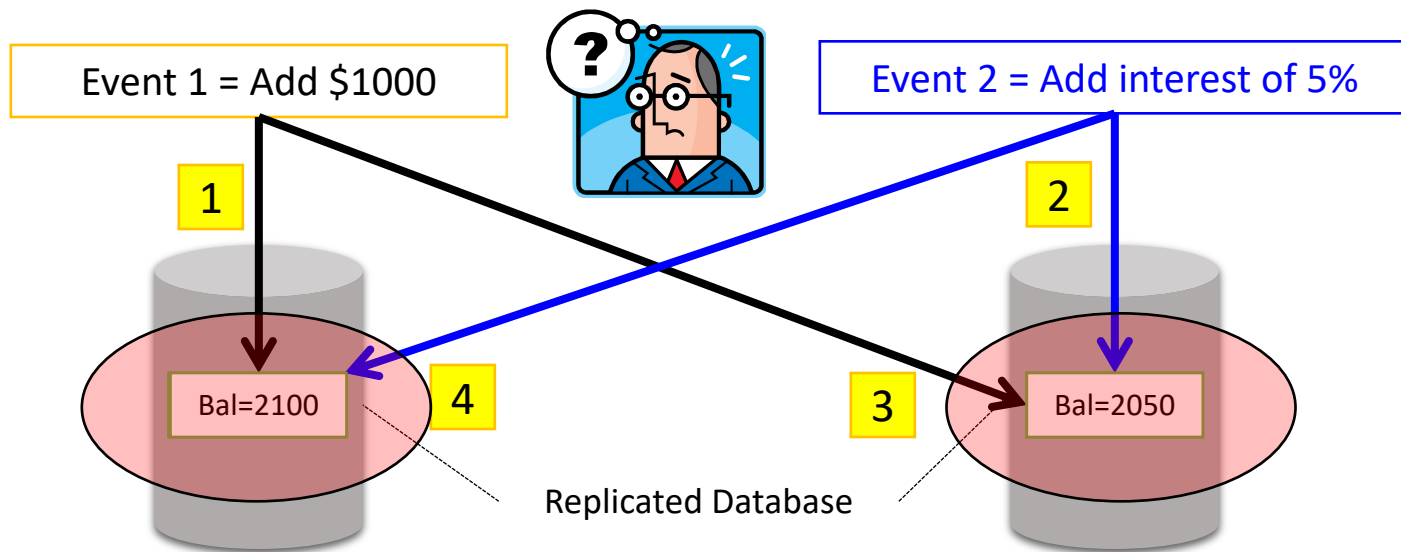 ?
Event 1 = Add $1000
Event 2 = Add interest of 5%
1
2
4
3
Bal=2100
Bal=2050
Replicated Database